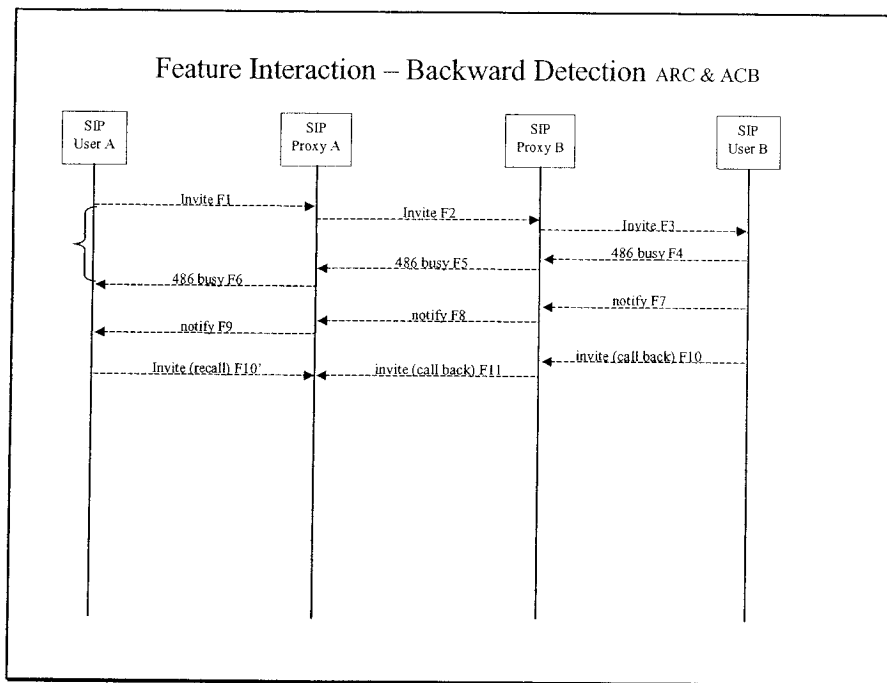 Feature Interaction – Backward Detection ARC & ACB
SIP
User A
SIP
Proxy A
SIP
Proxy B
SIP
User B
Invite F1
Invite F2
Invite F3
486 busy F4
486 busy F5
486 busy F6
notify F7
notify F8
notify F9
invite (call back) F10
Invite (recall) F10'
invite (call back) F11